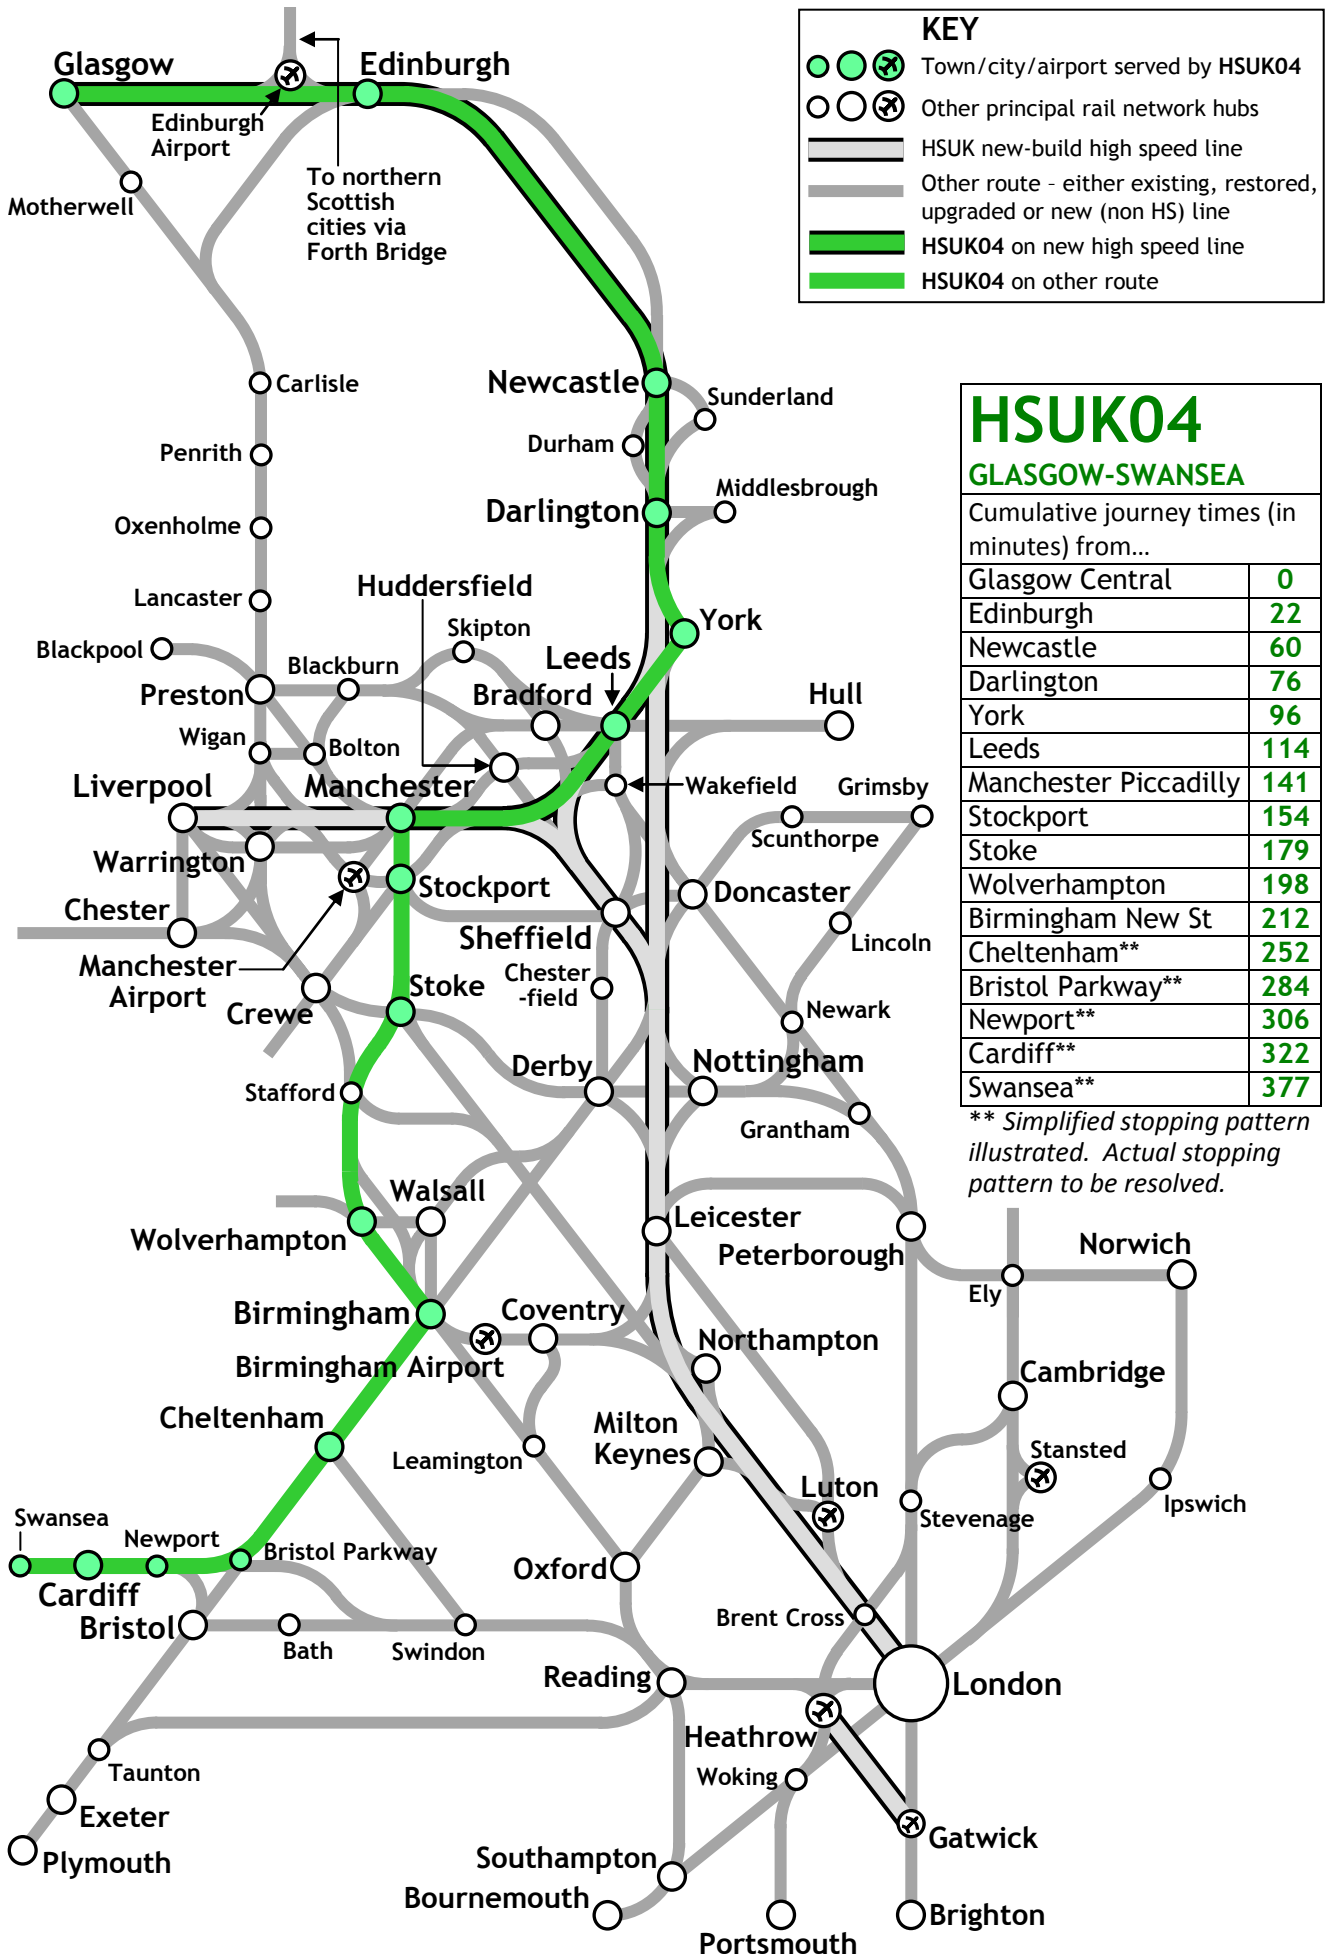 KEY
Town/city/airport served by HSUK04
Other principal rail network hubs
HSUK new-build high speed line
Other route - either existing, restored,
upgraded or new (non HS) line
HSUK04 on new high speed line
HSUK04 on other route
Glasgow
Edinburgh
Edinburgh
Airport
To northern
Scottish
cities via
Forth Bridge
Motherwell
Carlisle
Newcastle
Sunderland
Durham
Penrith
Middlesbrough
Darlington
Oxenholme
Huddersfield
Lancaster
York
Skipton
Blackpool
Leeds
Blackburn
Preston
Bradford
Hull
Wigan
Bolton
Liverpool
Manchester
Wakefield
Grimsby
Scunthorpe
Warrington
Stockport
Doncaster
Chester
Sheffield
Lincoln
Manchester
Airport
Chester
-field
Stoke
Crewe
Newark
Derby
Nottingham
Stafford
Grantham
Walsall
Leicester
Wolverhampton
Peterborough
Norwich
Ely
Birmingham
Coventry
Northampton
Birmingham Airport
Cambridge
Cheltenham
Milton
Keynes
Leamington
Stansted
Luton
Ipswich
Stevenage
Swansea
Newport
Bristol Parkway
Oxford
Cardiff
Bristol
Brent Cross
Bath
Swindon
Reading
London
Heathrow
Woking
Taunton
Exeter
Gatwick
Plymouth
Southampton
Bournemouth
Brighton
Portsmouth
HSUK04
GLASGOW-SWANSEA
Cumulative journey times (in
minutes) from…
Glasgow Central 0
Edinburgh 22
Newcastle 60
Darlington 76
York 96
Leeds 114
Manchester Piccadilly 141
Stockport 154
Stoke 179
Wolverhampton 198
Birmingham New St 212
Cheltenham** 252
Bristol Parkway** 284
Newport** 306
Cardiff** 322
Swansea** 377
** Simplified stopping pattern
illustrated. Actual stopping
pattern to be resolved.